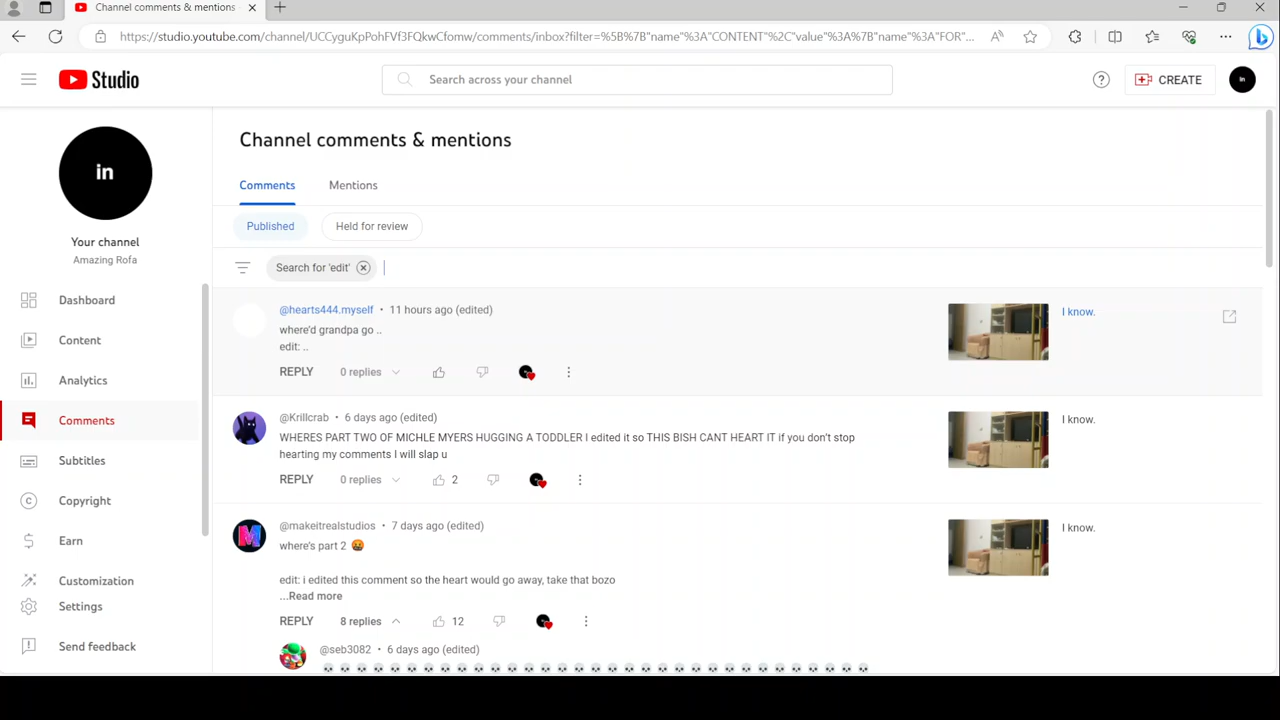 Channel comments & mentions
https://studio.youtube.com/channel/UCCyguKpPohFVf3FQkwCfomw/comments/inbox?filter=%5B%7B"name"%3A"CONTENT"%2C"value"%3A%7B"name"%3A"FOR"...
Studio
Search across your channel
CREATE
in
in
Your channel
Amazing Rofa
Dashboard
Content
Analytics
Comments
Subtitles
Copyright
Earn
Customization
Settings
Send feedback
Channel comments & mentions
Comments Mentions
Published Held for review
Search for 'edit'
@hearts444.myself • 11 hours ago (edited)
where'd grandpa go ..
edit: ..
REPLY 0 replies
I know.
@Krillcrab • 6 days ago (edited)
WHERES PART TWO OF MICHLE MYERS HUGGING A TODDLER I edited it so THIS BISH CANT HEART IT if you don't stop
hearting my comments I will slap u
REPLY 0 replies 2
I know.
@makeitrealstudios • 7 days ago (edited)
where's part 2 🤬
edit: i edited this comment so the heart would go away, take that bozo
...Read more
REPLY 8 replies 12
I know.
@seb3082 • 6 days ago (edited)
💀💀💀💀💀💀💀💀💀💀💀💀💀💀💀💀💀💀💀💀💀💀💀💀💀💀💀💀💀💀💀💀💀